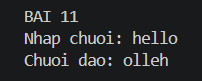 BAI 11
Nhap chuoi: hello
Chuoi dao: olleh